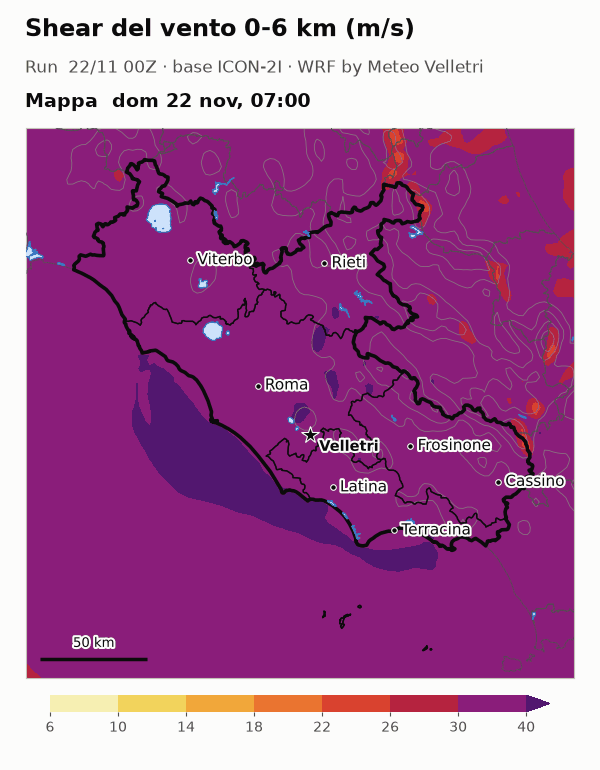 Shear del vento 0-6 km (m/s)
Run 22/11 00Z · base ICON-2I · WRF by Meteo Velletri
Mappa dom 22 nov, 07:00
Viterbo
Rieti
Roma
Velletri
Frosinone
Latina
Cassino
Terracina
50 km
6 10 14 18 22 26 30 40